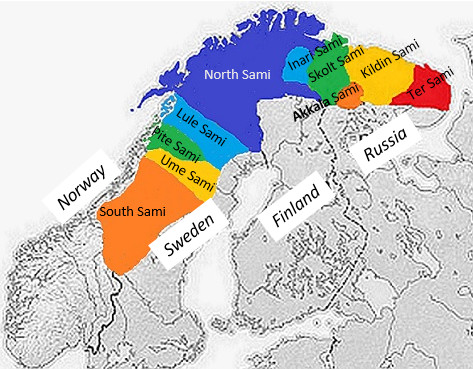 Inari Sami
Skolt Sami
Kildin Sami
North Sami
Ter Sami
Akkala Sami
Lule Sami
Pite Sami
Ume Sami
Russia
Norway
South Sami
Sweden
Finland